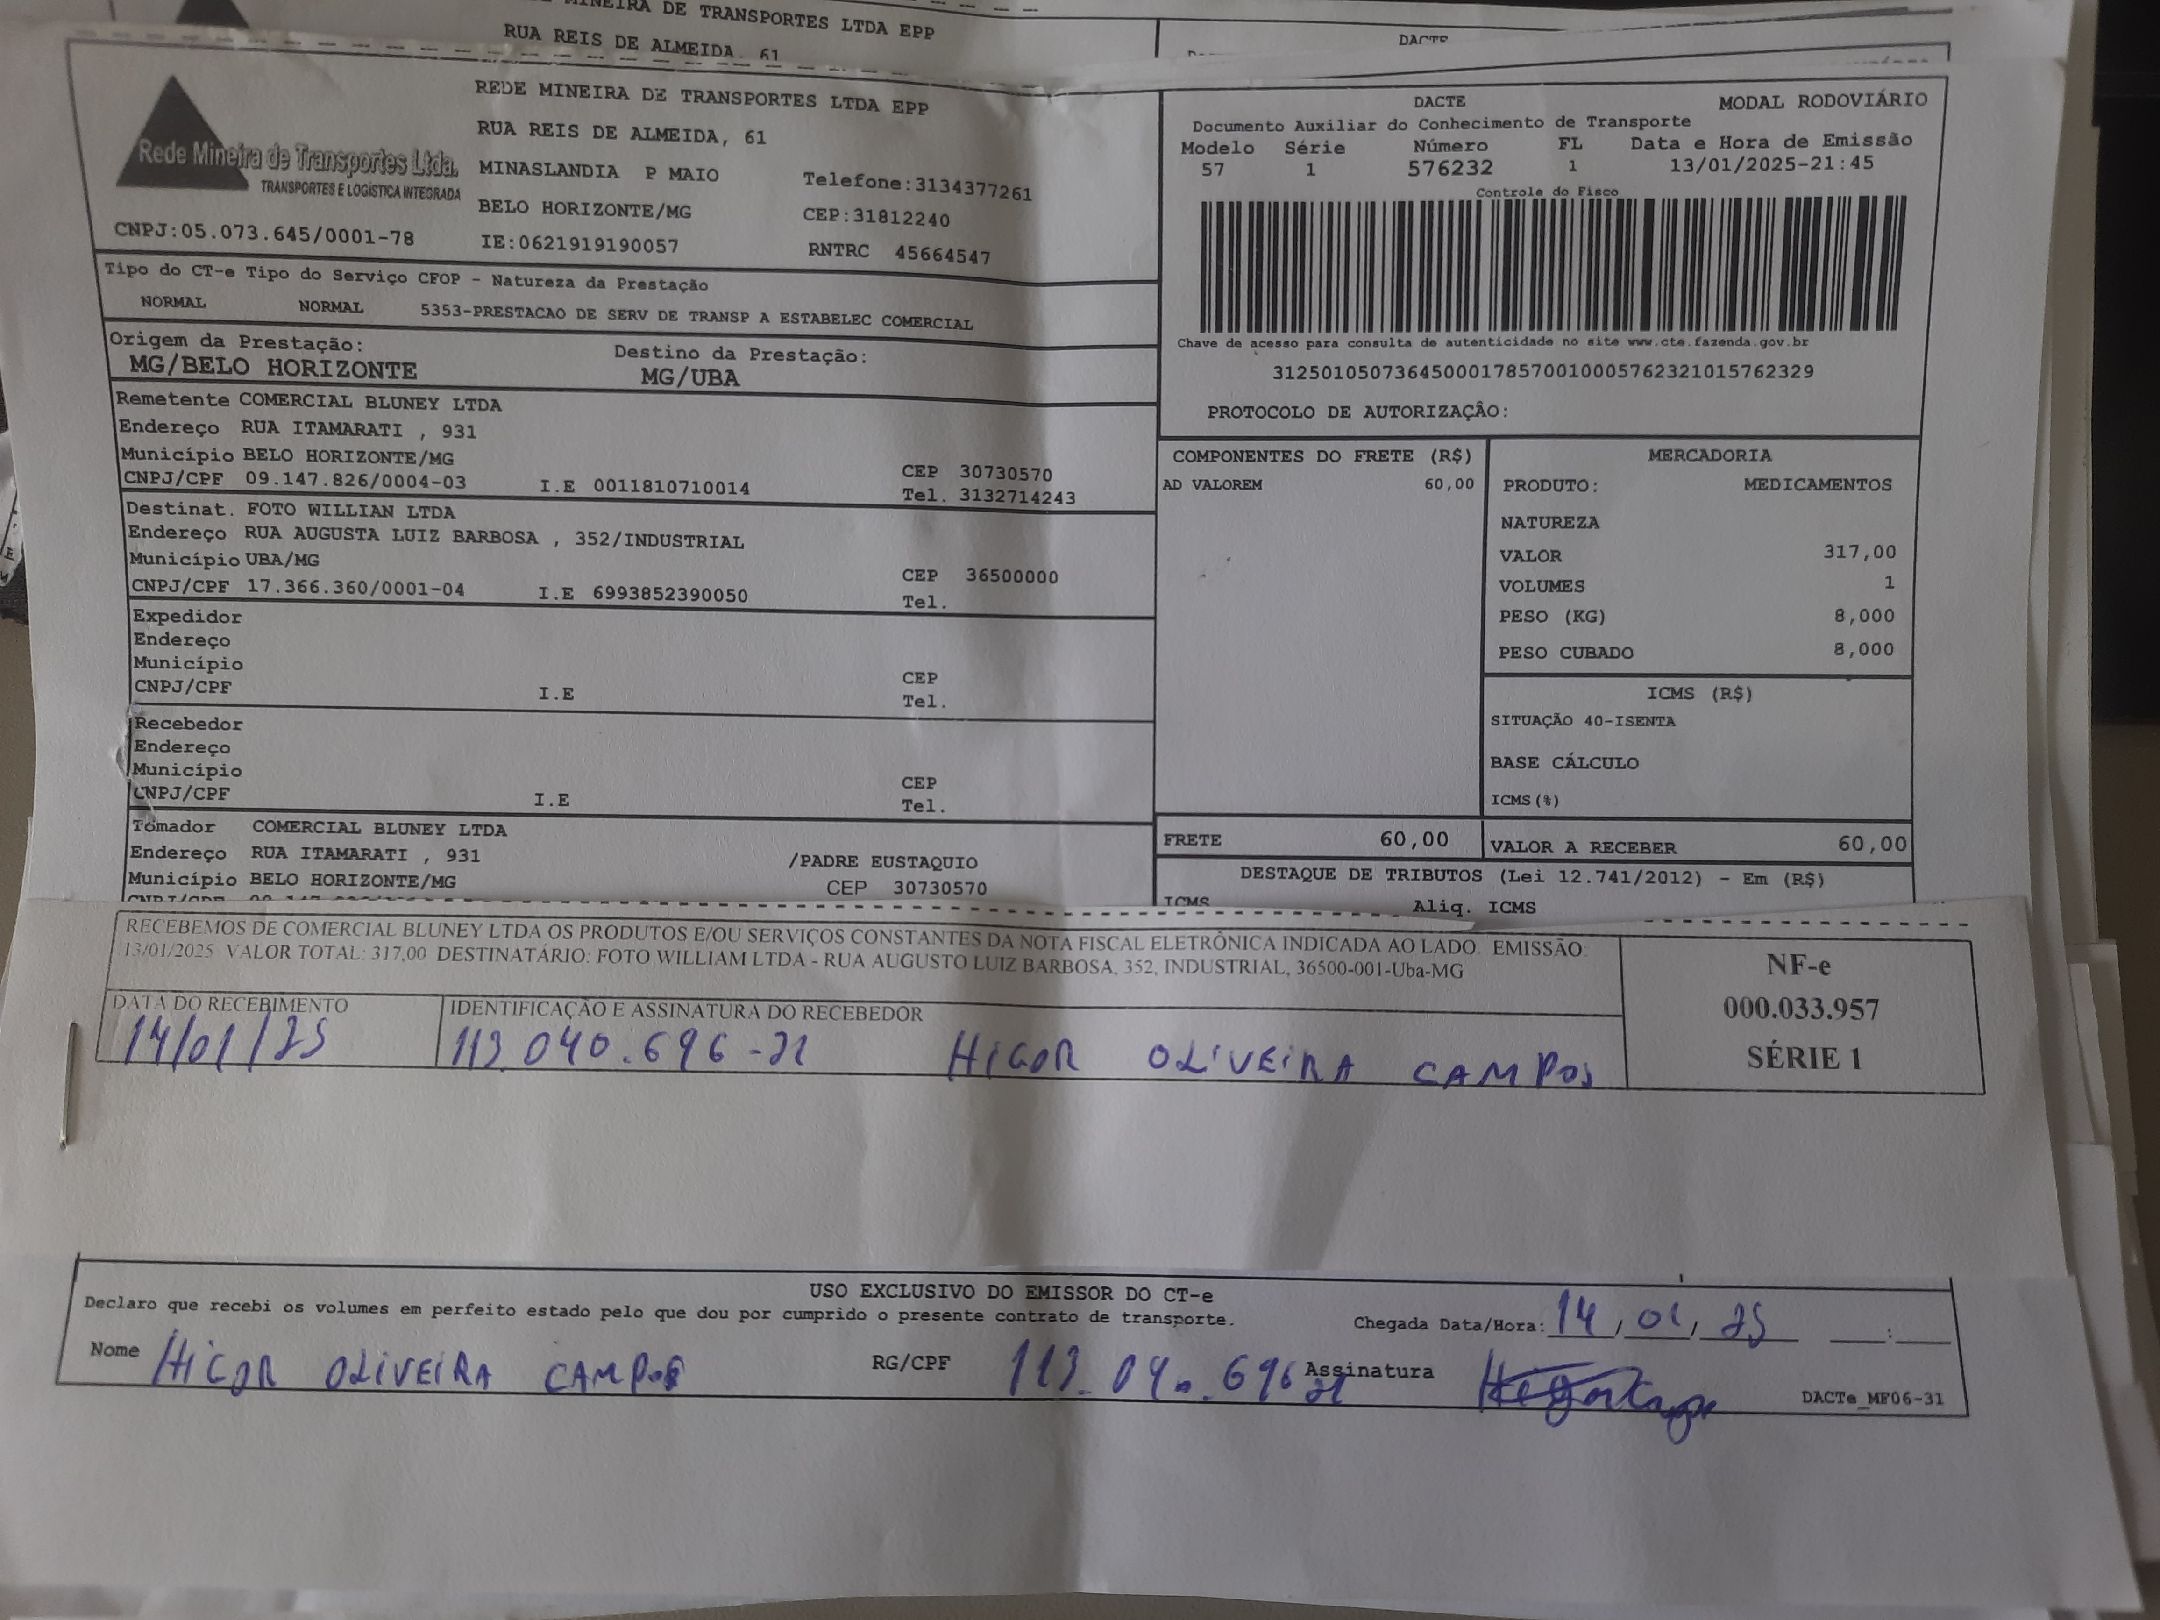 MINEIRA DE TRANSPORTES LTDA EPP
RUA REIS DE ALMEIDA, 61
DACTE
Rede Mineira de Transportes Ltda.
TRANSPORTES E LOGÍSTICA INTEGRADA
CNPJ:05.073.645/0001-78
REDE MINEIRA DE TRANSPORTES LTDA EPP
RUA REIS DE ALMEIDA, 61
MINASLANDIA P MAIO Telefone:3134377261
BELO HORIZONTE/MG CEP:31812240
IE:0621919190057 RNTRC 45664547
DACTE MODAL RODOVIÁRIO
Documento Auxiliar do Conhecimento de Transporte
Modelo Série Número FL Data e Hora de Emissão
57 1 576232 1 13/01/2025-21:45
Controle do Fisco
Chave de acesso para consulta de autenticidade no site www.cte.fazenda.gov.br
31250105073645000178570010005762321015762329
PROTOCOLO DE AUTORIZAÇÂO:
Tipo do CT-e Tipo do Serviço CFOP - Natureza da Prestação
NORMAL NORMAL 5353-PRESTACAO DE SERV DE TRANSP A ESTABELEC COMERCIAL
Origem da Prestação: Destino da Prestação:
MG/BELO HORIZONTE MG/UBA
Remetente COMERCIAL BLUNEY LTDA
Endereço RUA ITAMARATI , 931
Município BELO HORIZONTE/MG CEP 30730570
CNPJ/CPF 09.147.826/0004-03 I.E 0011810710014 Tel. 3132714243
Destinat. FOTO WILLIAN LTDA
Endereço RUA AUGUSTA LUIZ BARBOSA , 352/INDUSTRIAL
Município UBA/MG CEP 36500000
CNPJ/CPF 17.366.360/0001-04 I.E 6993852390050 Tel.
Expedidor
Endereço
Município CEP
CNPJ/CPF I.E Tel.
Recebedor
Endereço
Município CEP
CNPJ/CPF I.E Tel.
Tomador COMERCIAL BLUNEY LTDA
Endereço RUA ITAMARATI , 931 /PADRE EUSTAQUIO
Município BELO HORIZONTE/MG CEP 30730570
COMPONENTES DO FRETE (R$)
AD VALOREM 60,00
FRETE 60,00
MERCADORIA
PRODUTO: MEDICAMENTOS
NATUREZA
VALOR 317,00
VOLUMES 1
PESO (KG) 8,000
PESO CUBADO 8,000
ICMS (R$)
SITUAÇÃO 40-ISENTA
BASE CÁLCULO
ICMS(%)
VALOR A RECEBER 60,00
DESTAQUE DE TRIBUTOS (Lei 12.741/2012) - Em (R$)
ICMS Aliq. ICMS
RECEBEMOS DE COMERCIAL BLUNEY LTDA OS PRODUTOS E/OU SERVIÇOS CONSTANTES DA NOTA FISCAL ELETRÔNICA INDICADA AO LADO. EMISSÃO:
13/01/2025 VALOR TOTAL: 317,00 DESTINATÁRIO: FOTO WILLIAM LTDA - RUA AUGUSTO LUIZ BARBOSA, 352, INDUSTRIAL, 36500-001-Uba-MG
DATA DO RECEBIMENTO IDENTIFICAÇÃO E ASSINATURA DO RECEBEDOR
14/01/25 113.040.696-21 HIGOR OLIVEIRA CAMPOS
NF-e
000.033.957
SÉRIE 1
USO EXCLUSIVO DO EMISSOR DO CT-e
Declaro que recebi os volumes em perfeito estado pelo que dou por cumprido o presente contrato de transporte.
Chegada Data/Hora: 14/01/25 :
Nome HIGOR OLIVEIRA CAMPOS RG/CPF 113.040.696 21 Assinatura
DACTe_MF06-31